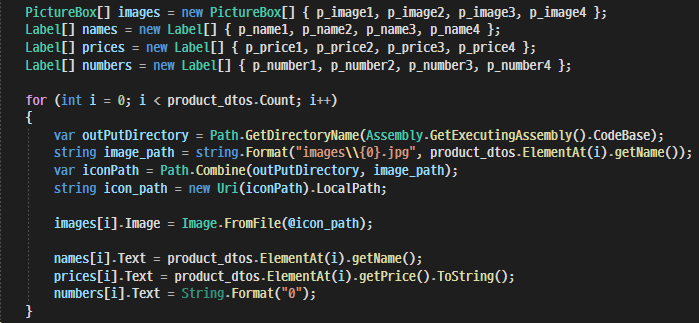 PictureBox[] images = new PictureBox[] { p_image1, p_image2, p_image3, p_image4 };
Label[] names = new Label[] { p_name1, p_name2, p_name3, p_name4 };
Label[] prices = new Label[] { p_price1, p_price2, p_price3, p_price4 };
Label[] numbers = new Label[] { p_number1, p_number2, p_number3, p_number4 };
for (int i = 0; i < product_dtos.Count; i++)
{
var outPutDirectory = Path.GetDirectoryName(Assembly.GetExecutingAssembly().CodeBase);
string image_path = string.Format("images\\{0}.jpg", product_dtos.ElementAt(i).getName());
var iconPath = Path.Combine(outPutDirectory, image_path);
string icon_path = new Uri(iconPath).LocalPath;
images[i].Image = Image.FromFile(@icon_path);
names[i].Text = product_dtos.ElementAt(i).getName();
prices[i].Text = product_dtos.ElementAt(i).getPrice().ToString();
numbers[i].Text = String.Format("0");
}